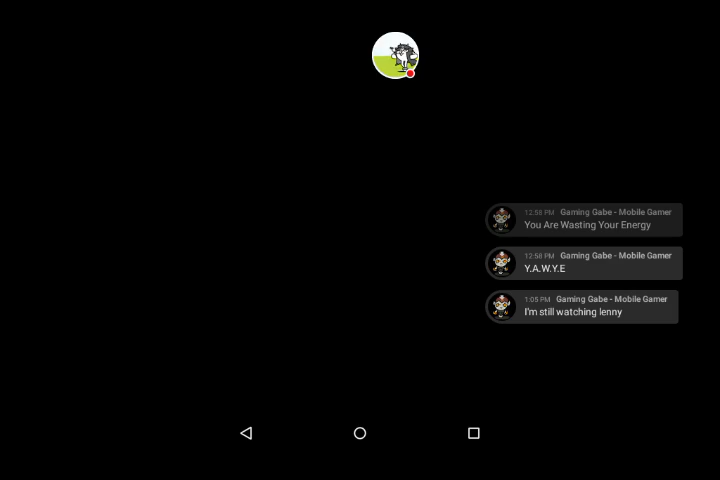 12:58 PM Gaming Gabe - Mobile Gamer
You Are Wasting Your Energy
12:58 PM Gaming Gabe - Mobile Gamer
Y.A.W.Y.E
1:05 PM Gaming Gabe - Mobile Gamer
I'm still watching lenny